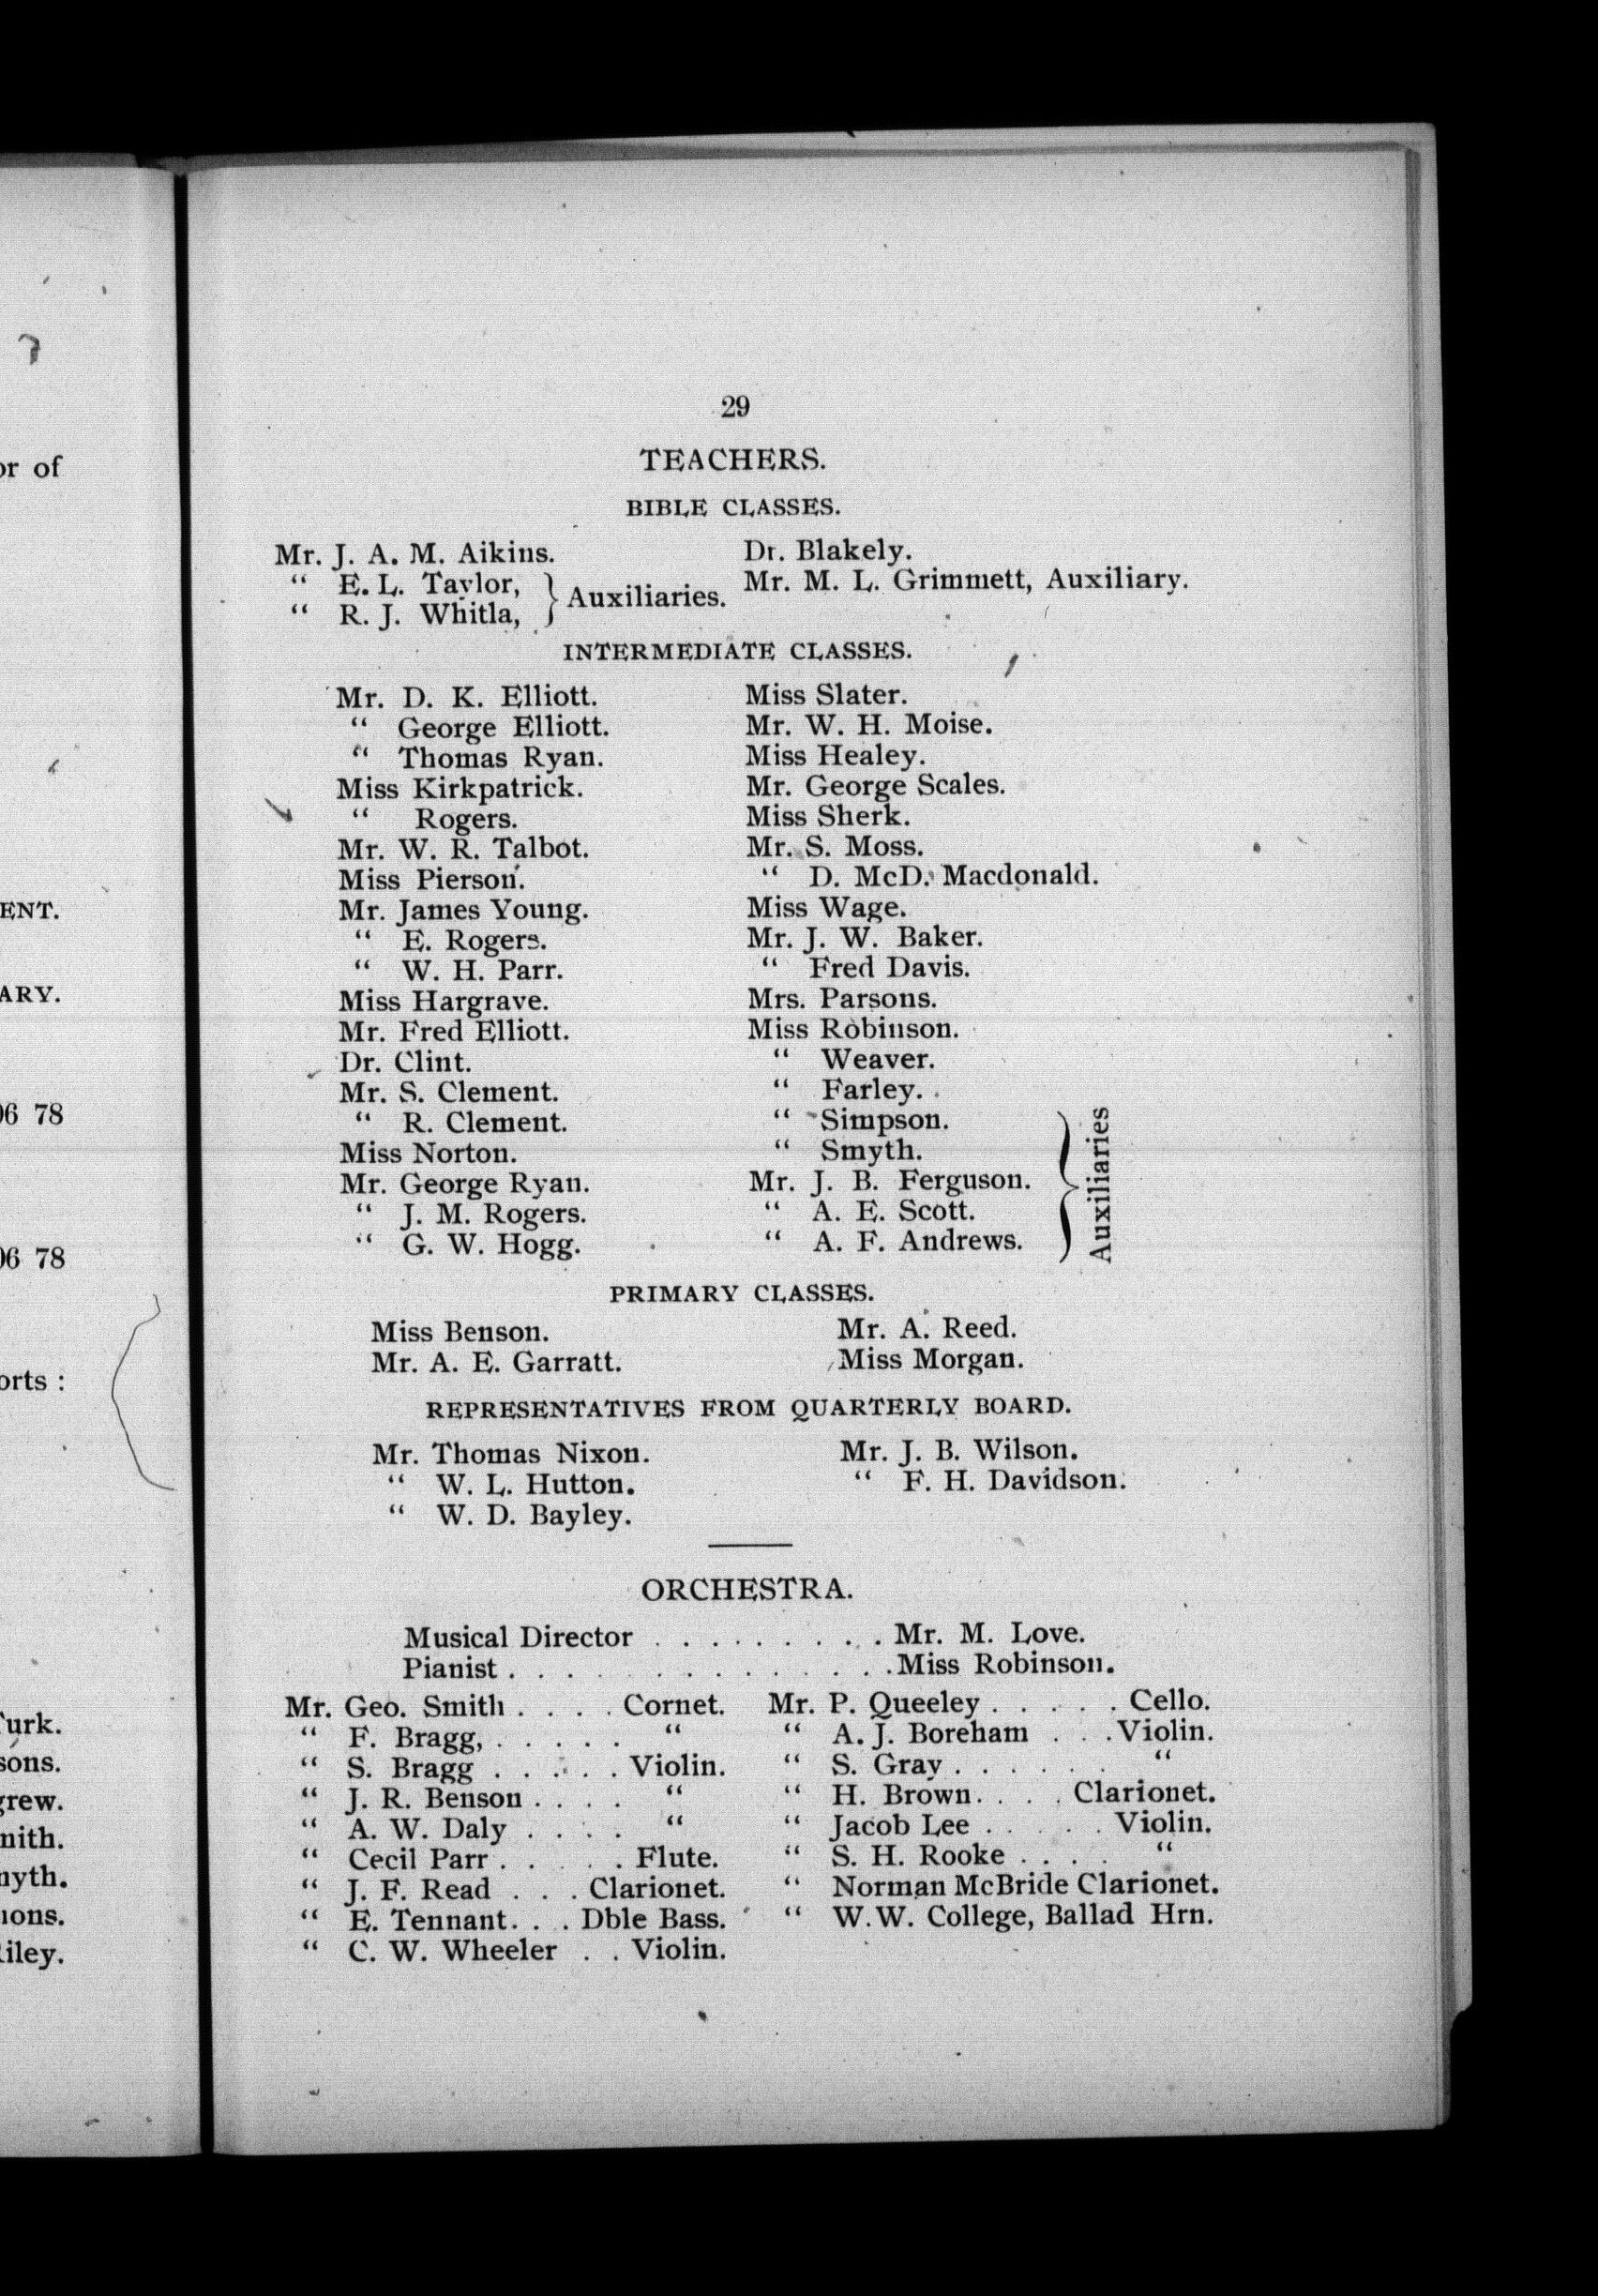 or of
ENT.
ARY.
06 78
06 78
orts :
Turk.
sons.
grew.
nith.
nyth.
ions.
Riley.
29
TEACHERS.
BIBLE CLASSES.
Mr. J. A. M. Aikins.
" E. L. Taylor,
" R. J. Whitla,
} Auxiliaries.
Dr. Blakely.
Mr. M. L. Grimmett, Auxiliary.
INTERMEDIATE CLASSES.
Mr. D. K. Elliott.
" George Elliott.
" Thomas Ryan.
Miss Kirkpatrick.
" Rogers.
Mr. W. R. Talbot.
Miss Pierson.
Mr. James Young.
" E. Rogers.
" W. H. Parr.
Miss Hargrave.
Mr. Fred Elliott.
Dr. Clint.
Mr. S. Clement.
" R. Clement.
Miss Norton.
Mr. George Ryan.
" J. M. Rogers.
" G. W. Hogg.
Miss Slater.
Mr. W. H. Moise.
Miss Healey.
Mr. George Scales.
Miss Sherk.
Mr. S. Moss.
" D. McD. Macdonald.
Miss Wage.
Mr. J. W. Baker.
" Fred Davis.
Mrs. Parsons.
Miss Robinson.
" Weaver.
" Farley.
" Simpson.
" Smyth.
Mr. J. B. Ferguson.
" A. E. Scott.
" A. F. Andrews.
} Auxiliaries
PRIMARY CLASSES.
Miss Benson.
Mr. A. E. Garratt.
Mr. A. Reed.
Miss Morgan.
REPRESENTATIVES FROM QUARTERLY BOARD.
Mr. Thomas Nixon.
" W. L. Hutton.
" W. D. Bayley.
Mr. J. B. Wilson.
" F. H. Davidson.
ORCHESTRA.
Musical Director . . . . . . . . . Mr. M. Love.
Pianist . . . . . . . . . . . . . . . Miss Robinson.
Mr. Geo. Smith . . . . Cornet.
" F. Bragg, . . . . . . "
" S. Bragg . . . . . Violin.
" J. R. Benson . . . . "
" A. W. Daly . . . . "
" Cecil Parr . . . . . Flute.
" J. F. Read . . . Clarionet.
" E. Tennant. . . Dble Bass.
" C. W. Wheeler . . Violin.
Mr. P. Queeley . . . . . Cello.
" A. J. Boreham . . . Violin.
" S. Gray . . . . . . "
" H. Brown. . . . Clarionet.
" Jacob Lee . . . . . Violin.
" S. H. Rooke . . . . "
" Norman McBride Clarionet.
" W. W. College, Ballad Hrn.